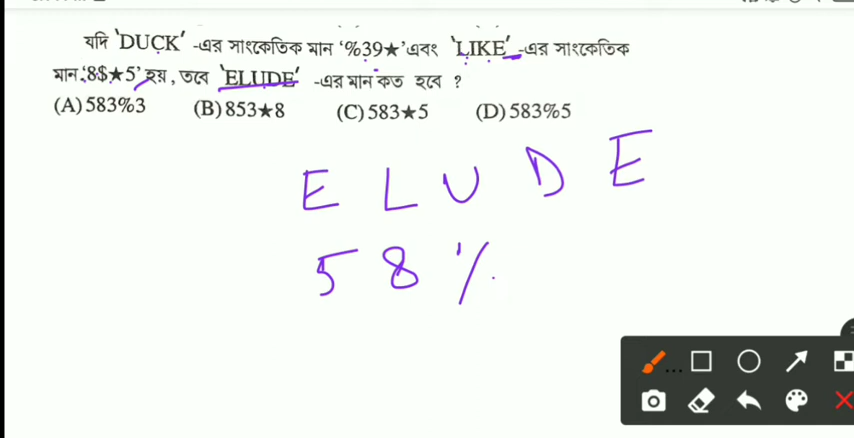 যদি 'DUCK' -এর সাংকেতিক মান '%39★'এবং 'LIKE' -এর সাংকেতিক
মান '8$★5' হয়, তবে 'ELUDE' -এর মান কত হবে ?
(A) 583%3 (B) 853★8 (C) 583★5 (D) 583%5
E L U D E
5 8 %